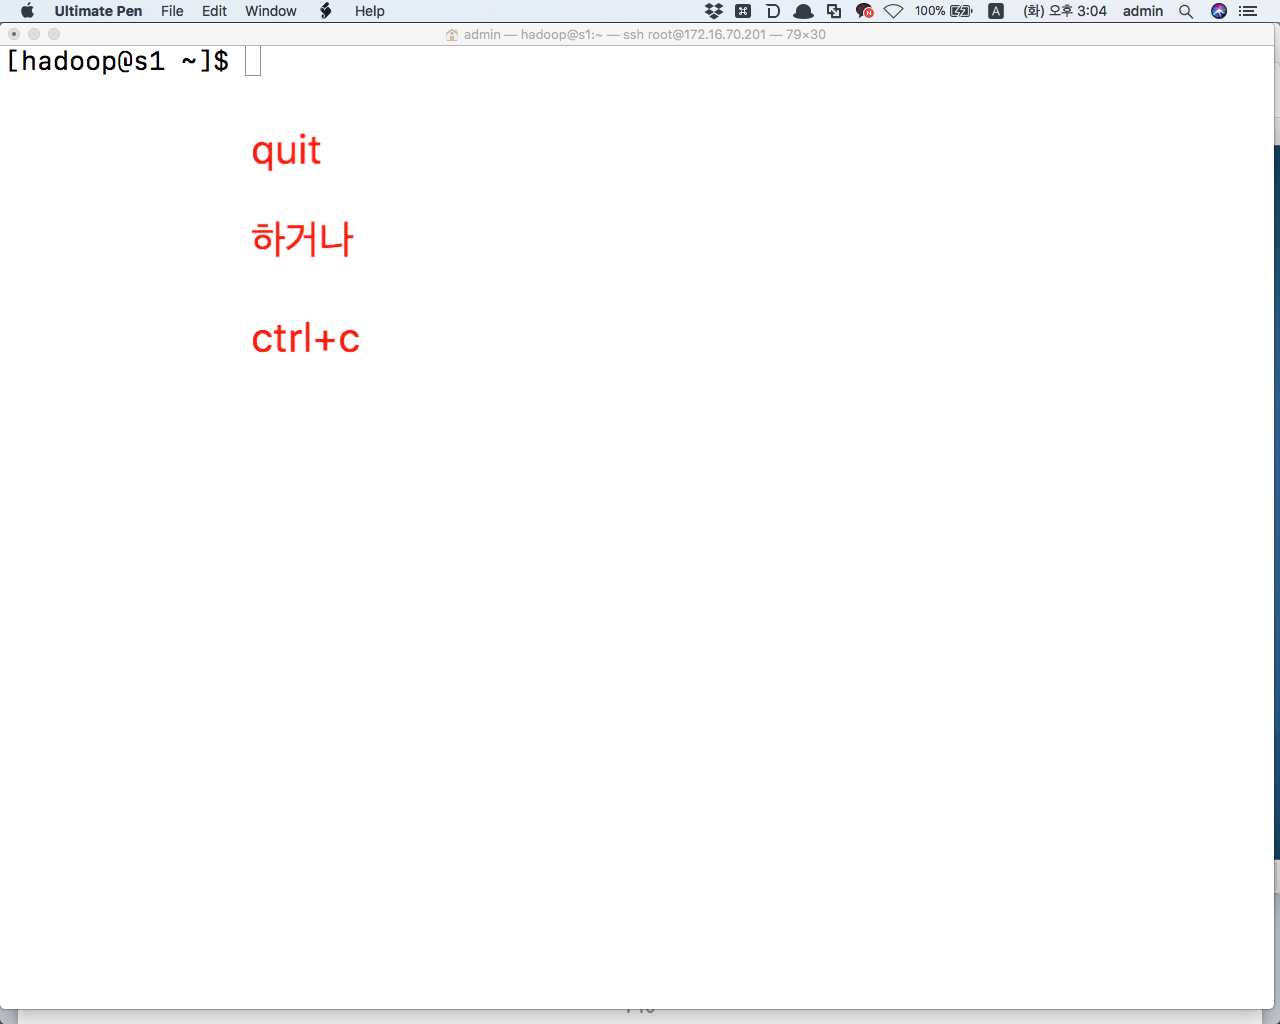 Ultimate Pen File Edit Window Help 100% A (화) 오후 3:04 admin
admin — hadoop@s1:~ — ssh root@172.16.70.201 — 79×30
[hadoop@s1 ~]$
quit
하거나
ctrl+c